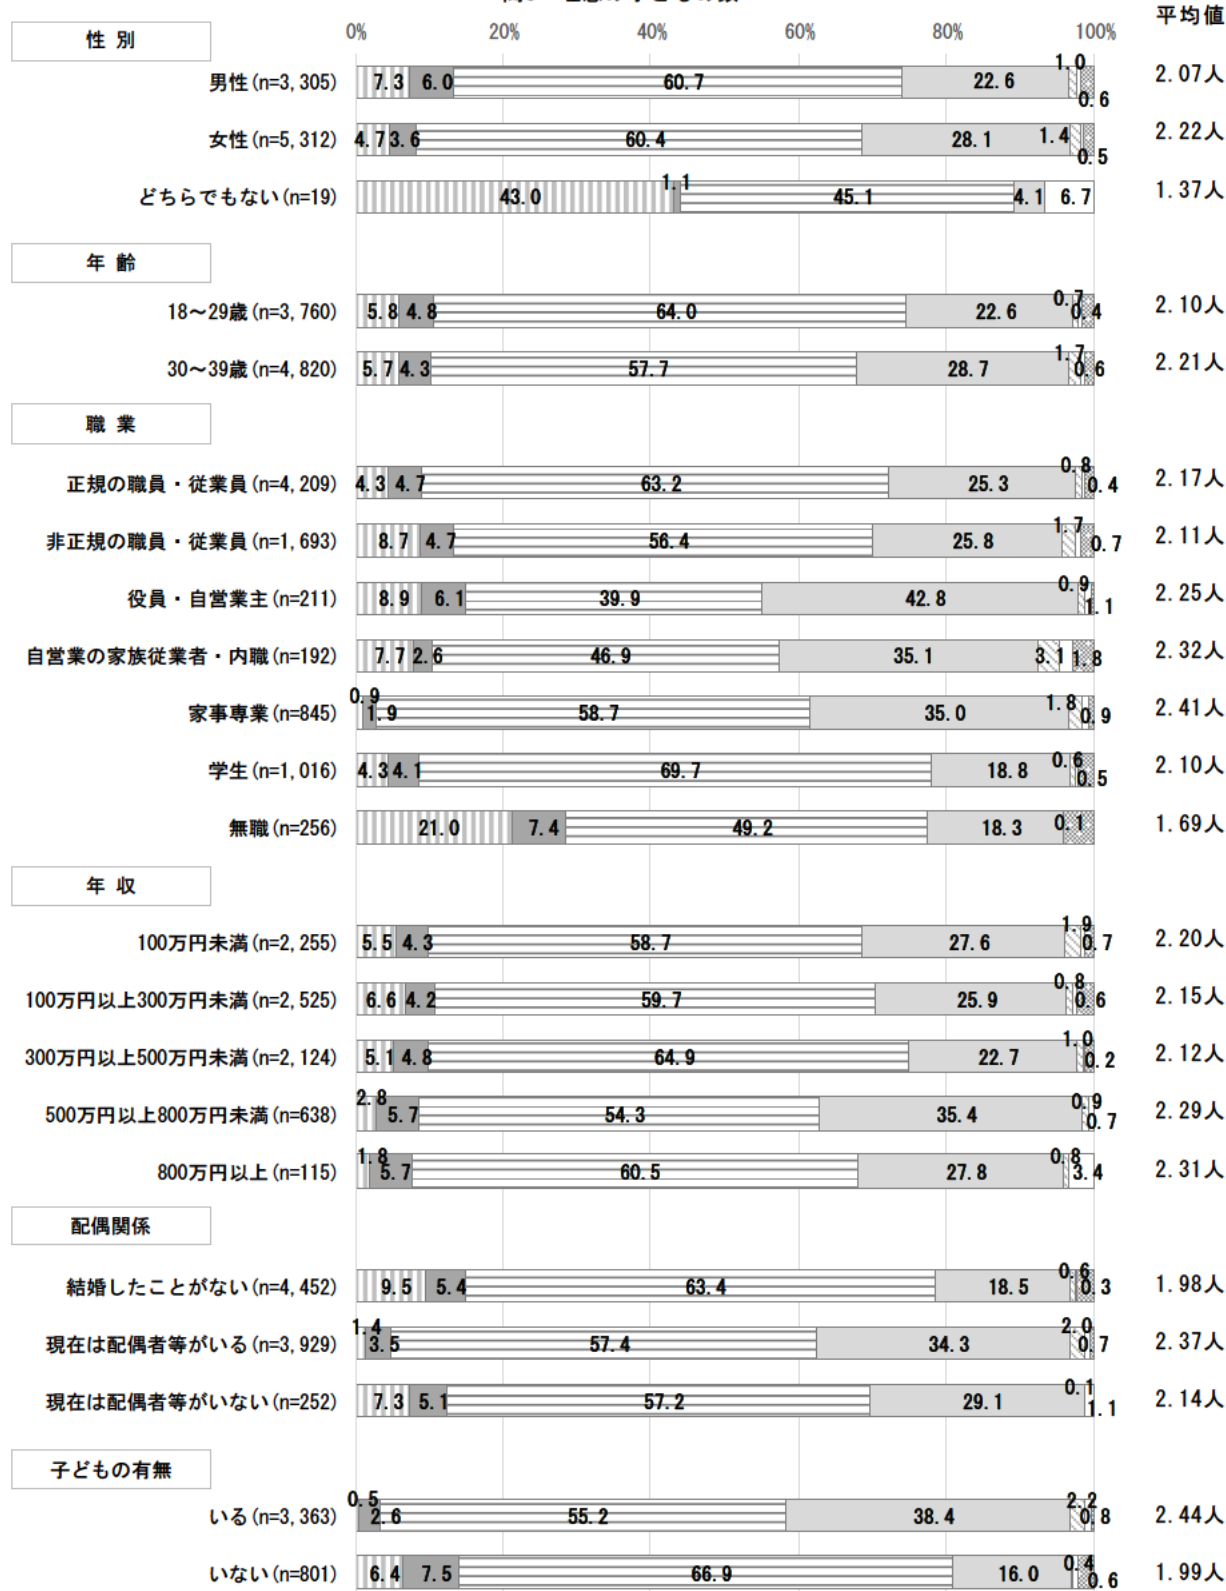 平均値
性 別
0% 20% 40% 60% 80% 100%
男性(n=3,305) 7.3 6.0 60.7 22.6 1.0 0.6 2.07人
女性(n=5,312) 4.7 3.6 60.4 28.1 1.4 0.5 2.22人
どちらでもない(n=19) 43.0 1.1 45.1 4.1 6.7 1.37人
年 齢
18～29歳(n=3,760) 5.8 4.8 64.0 22.6 0.7 0.4 2.10人
30～39歳(n=4,820) 5.7 4.3 57.7 28.7 1.7 0.6 2.21人
職 業
正規の職員・従業員(n=4,209) 4.3 4.7 63.2 25.3 0.8 0.4 2.17人
非正規の職員・従業員(n=1,693) 8.7 4.7 56.4 25.8 1.7 0.7 2.11人
役員・自営業主(n=211) 8.9 6.1 39.9 42.8 0.9 1.1 2.25人
自営業の家族従業者・内職(n=192) 7.7 2.6 46.9 35.1 3.1 1.8 2.32人
家事専業(n=845) 0.9 1.9 58.7 35.0 1.8 0.9 2.41人
学生(n=1,016) 4.3 4.1 69.7 18.8 0.6 0.5 2.10人
無職(n=256) 21.0 7.4 49.2 18.3 0.1 1.69人
年 収
100万円未満(n=2,255) 5.5 4.3 58.7 27.6 1.9 0.7 2.20人
100万円以上300万円未満(n=2,525) 6.6 4.2 59.7 25.9 0.8 0.6 2.15人
300万円以上500万円未満(n=2,124) 5.1 4.8 64.9 22.7 1.0 0.2 2.12人
500万円以上800万円未満(n=638) 2.8 5.7 54.3 35.4 0.9 0.7 2.29人
800万円以上(n=115) 1.8 5.7 60.5 27.8 0.8 3.4 2.31人
配偶関係
結婚したことがない(n=4,452) 9.5 5.4 63.4 18.5 0.6 0.3 1.98人
現在は配偶者等がいる(n=3,929) 1.4 3.5 57.4 34.3 2.0 0.7 2.37人
現在は配偶者等がいない(n=252) 7.3 5.1 57.2 29.1 0.1 1.1 2.14人
子どもの有無
いる(n=3,363) 0.5 2.6 55.2 38.4 2.2 0.8 2.44人
いない(n=801) 6.4 7.5 66.9 16.0 0.4 0.6 1.99人